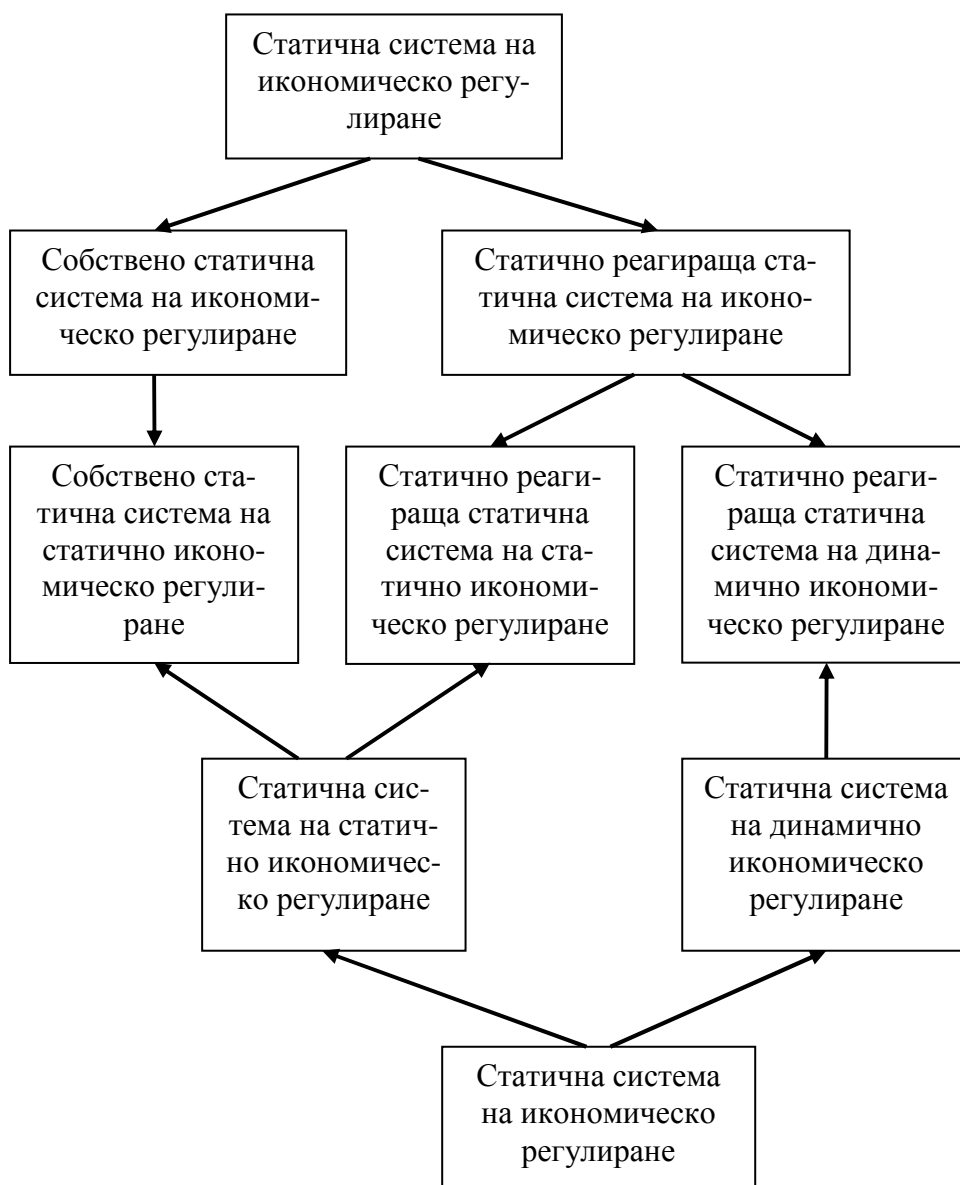 Статична система на
икономическо регу-
лиране
Собствено статична
система на икономи-
ческо регулиране
Статично реагираща ста-
тична система на иконо-
мическо регулиране
Собствено ста-
тична система на
статично иконо-
мическо регули-
ране
Статично реаги-
раща статична
система на ста-
тично икономи-
ческо регулиране
Статично реаги-
раща статична
система на дина-
мично икономи-
ческо регулиране
Статична сис-
тема на статич-
но икономичес-
ко регулиране
Статична система
на динамично
икономическо
регулиране
Статична система
на икономическо
регулиране